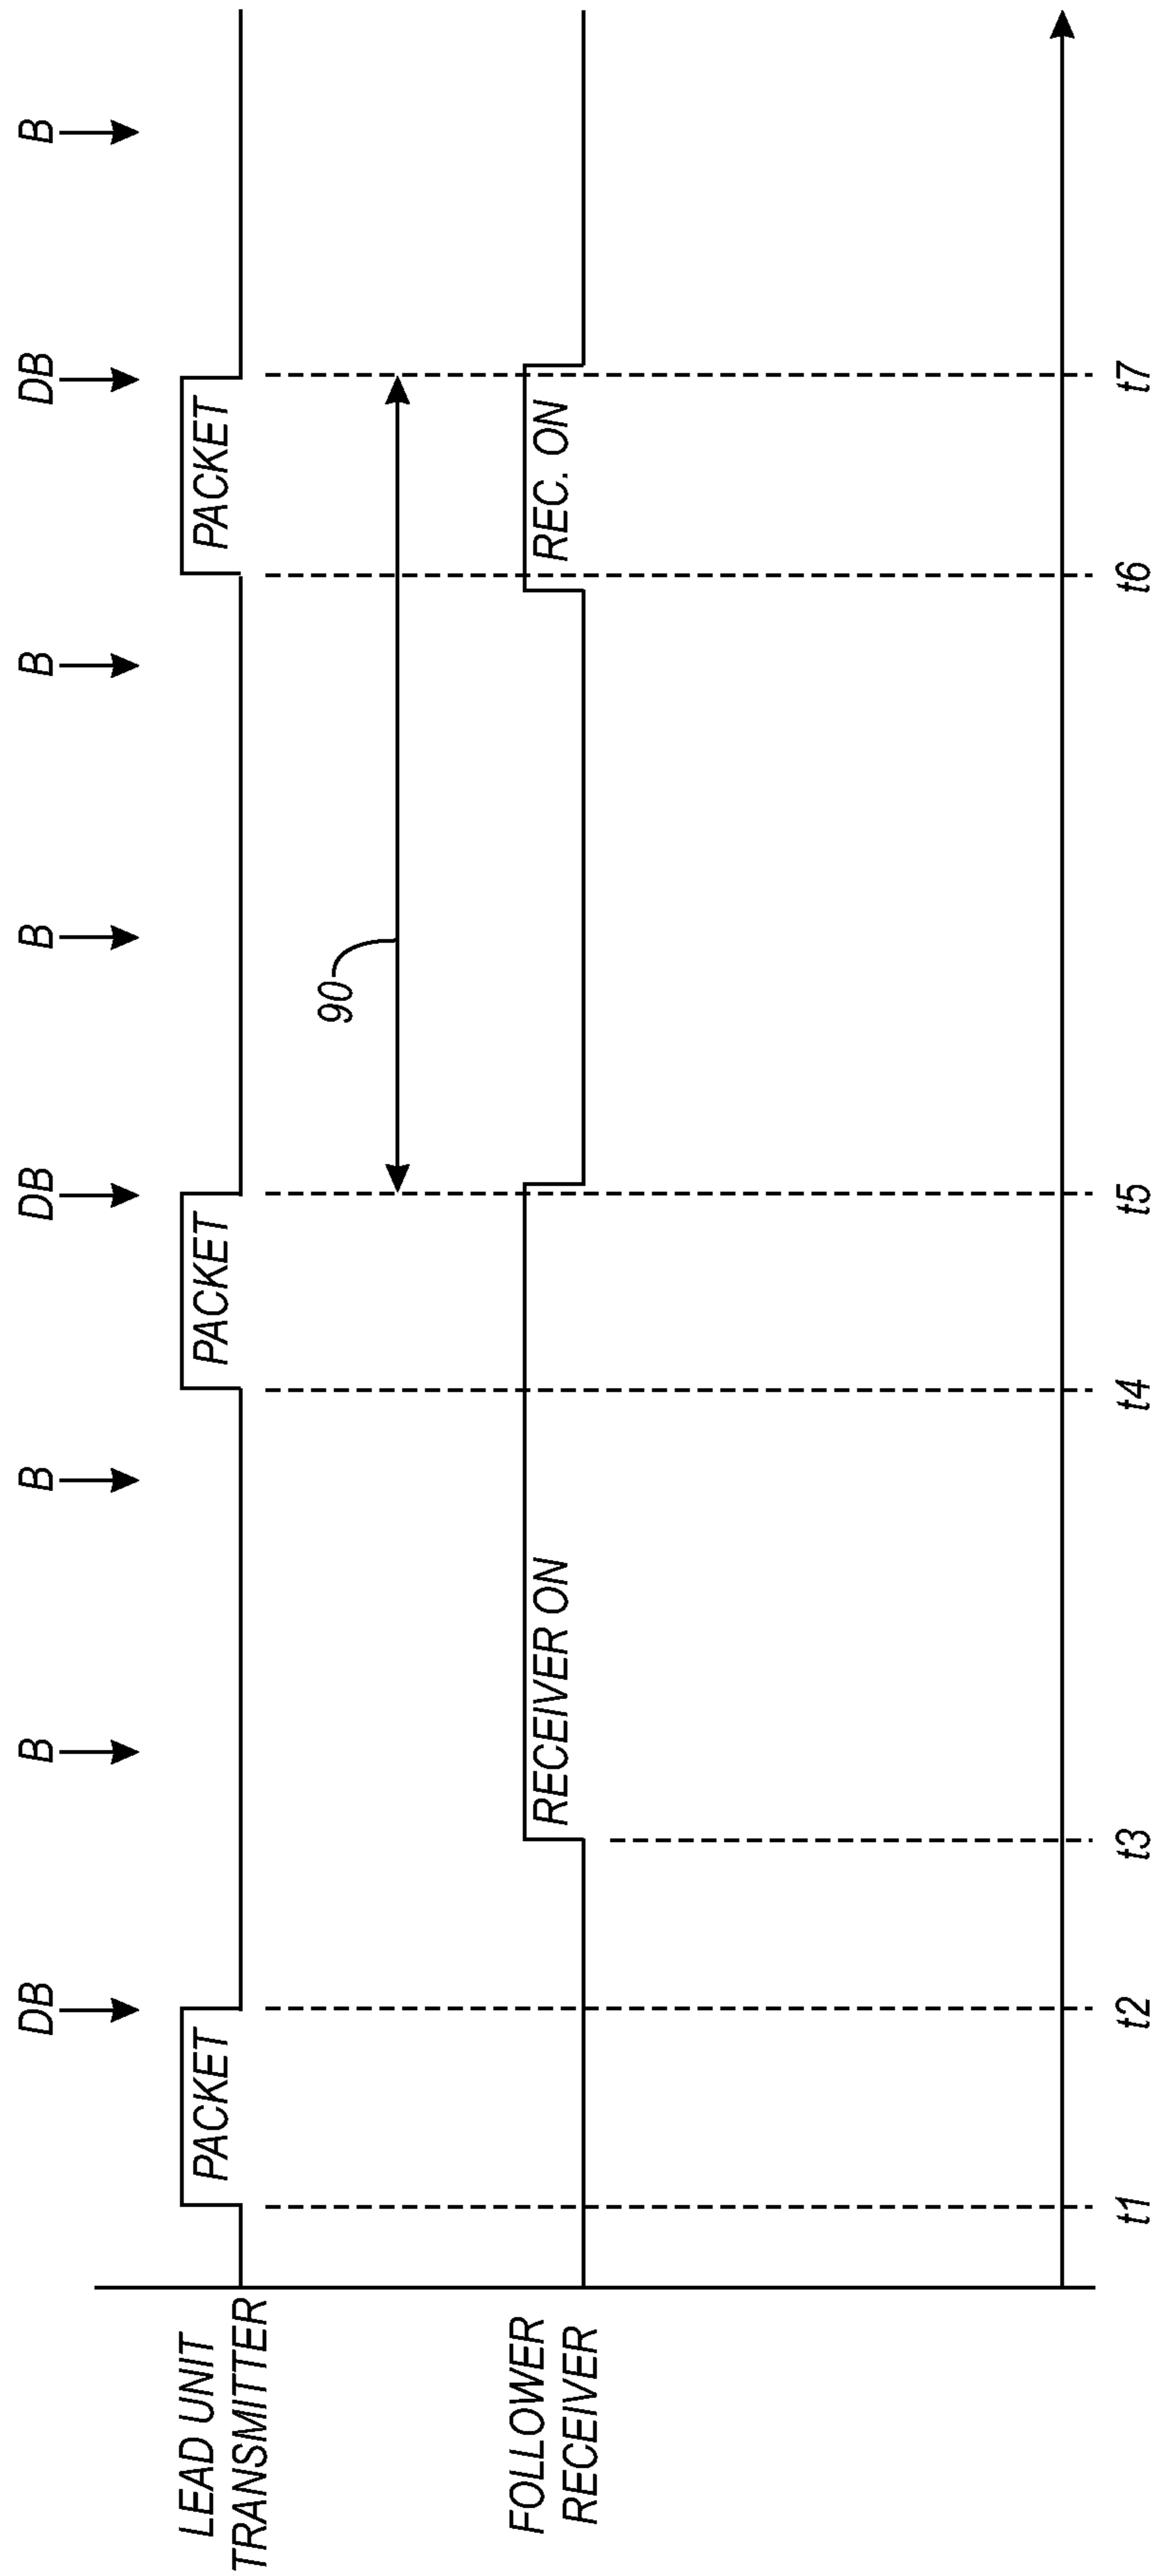 DB
B
B
DB
B
B
DB
B
LEAD UNIT
TRANSMITTER
PACKET
PACKET
PACKET
90
FOLLOWER
RECEIVER
RECEIVER ON
REC. ON
t1
t2
t3
t4
t5
t6
t7